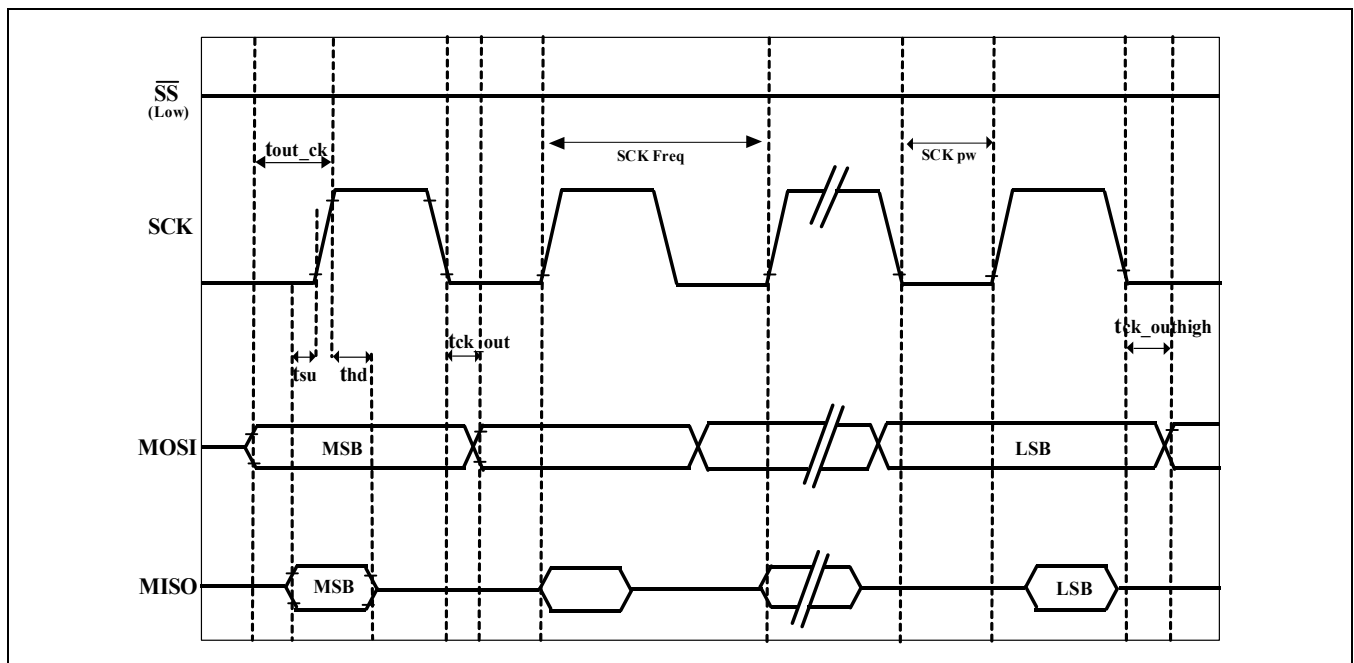 SS
(Low)
tout_ck
SCK Freq
SCK pw
SCK
tck_out
tck_outhigh
tsu
thd
MOSI
MSB
LSB
MISO
MSB
LSB